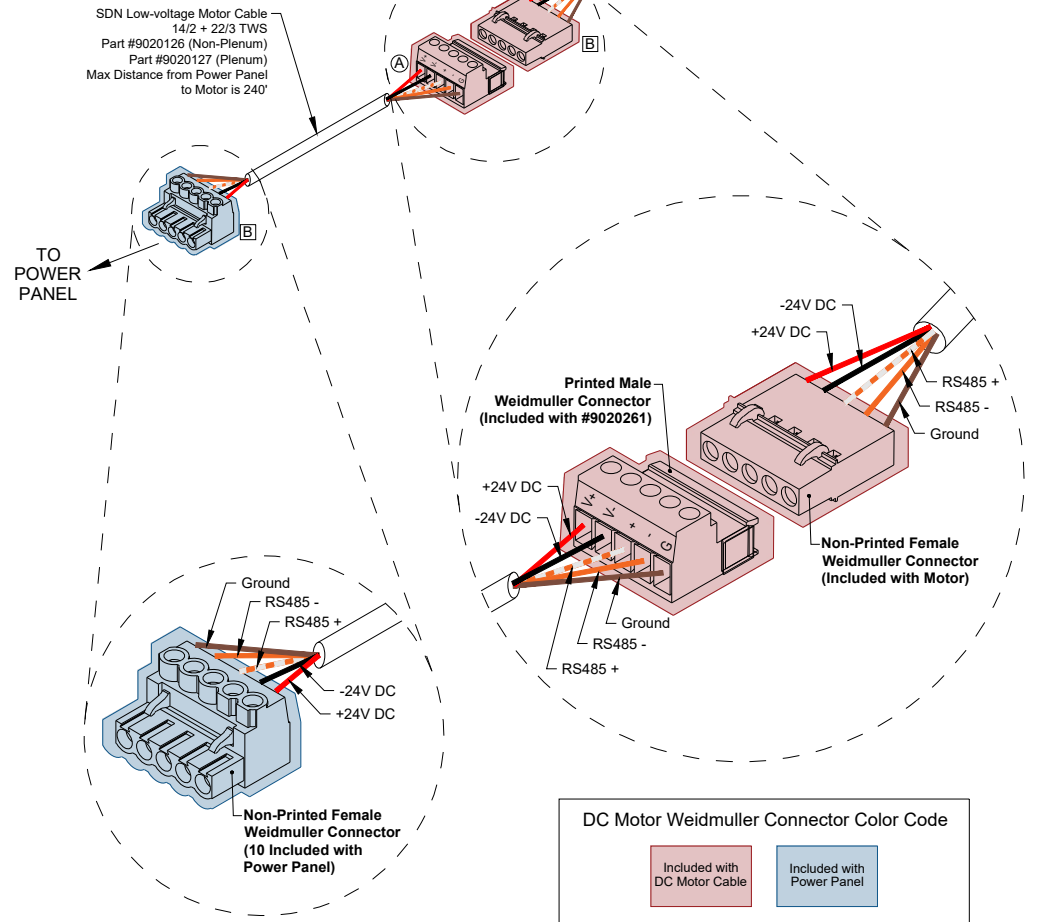 SDN Low-voltage Motor Cable
14/2 + 22/3 TWS
Part #9020126 (Non-Plenum)
Part #9020127 (Plenum)
Max Distance from Power Panel
to Motor is 240'
A
B
B
TO
POWER
PANEL
-24V DC
+24V DC
RS485 +
RS485 -
Ground
Printed Male
Weidmuller Connector
(Included with #9020261)
+24V DC
-24V DC
V+
V-
+
-
G
Non-Printed Female
Weidmuller Connector
(Included with Motor)
Ground
RS485 -
RS485 +
Ground
RS485 -
RS485 +
-24V DC
+24V DC
Non-Printed Female
Weidmuller Connector
(10 Included with
Power Panel)
DC Motor Weidmuller Connector Color Code
Included with
DC Motor Cable
Included with
Power Panel